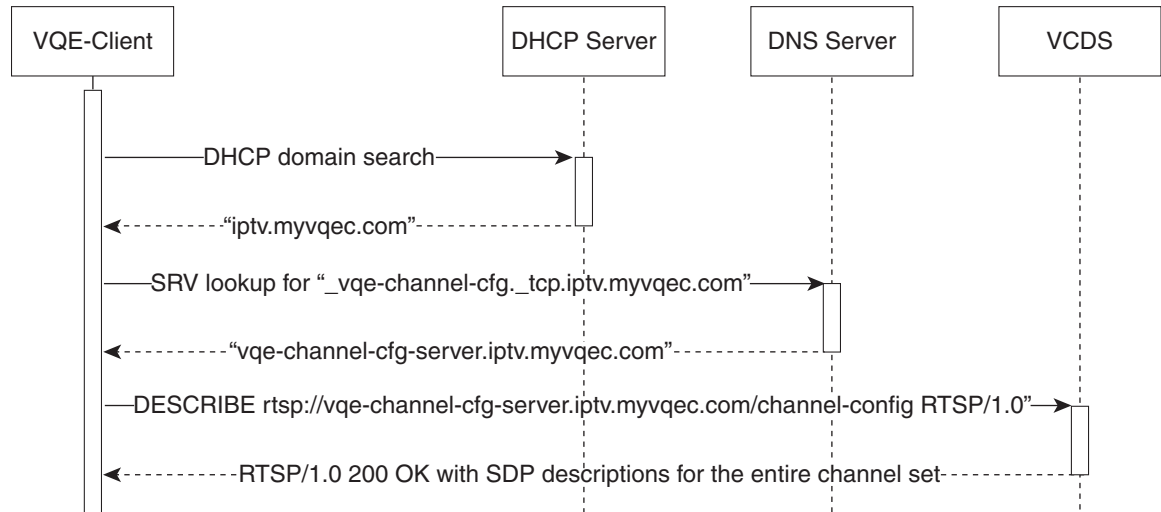 VQE-Client
DHCP Server
DNS Server
VCDS
DHCP domain search
“iptv.myvqec.com”
SRV lookup for “_vqe-channel-cfg._tcp.iptv.myvqec.com”
“vqe-channel-cfg-server.iptv.myvqec.com”
DESCRIBE rtsp://vqe-channel-cfg-server.iptv.myvqec.com/channel-config RTSP/1.0”
RTSP/1.0 200 OK with SDP descriptions for the entire channel set